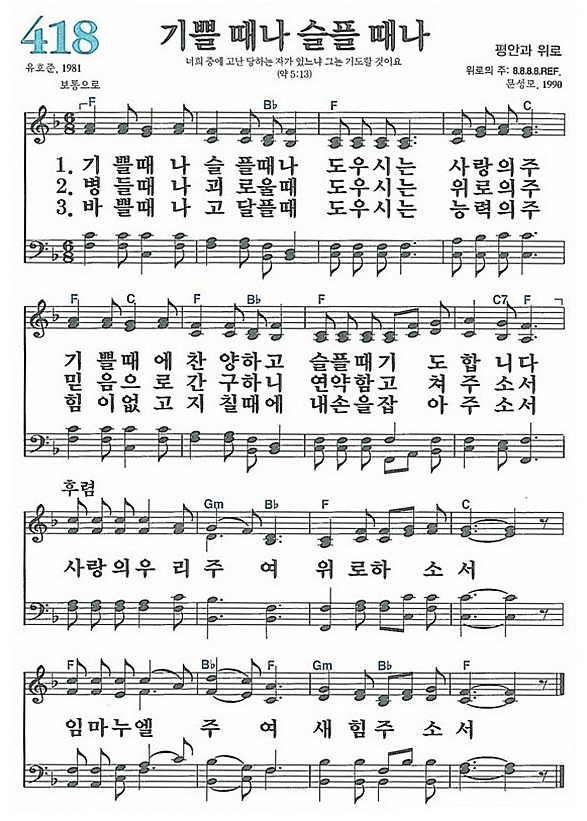 418
기쁠 때나 슬플 때나
너희 중에 고난 당하는 자가 있느냐 그는 기도할 것이요
(약 5:13)
평안과 위로
유호준, 1981
보통으로
위로의 주: 8.8.8.8.REF.
문성모, 1990
F B♭ F C
1. 기 쁠때 나 슬 플때나 도우시는 사랑의주
2. 병 들때 나 괴 로울때 도우시는 위로의주
3. 바 쁠때 나 고 달플때 도우시는 능력의주
F C F B♭ F C7 F
기 쁠때 에 찬 양하고 슬플때기 도 합 니다
믿 음으 로 간 구하니 연약함고 쳐 주 소서
힘 이없 고 지 칠때에 내손을잡 아 주 소서
후렴
Gm B♭ F C
사랑의우 리 주 여 위 로하 소 서
F B♭ F Gm B♭ F
임마누엘 주 여 새 힘주 소 서